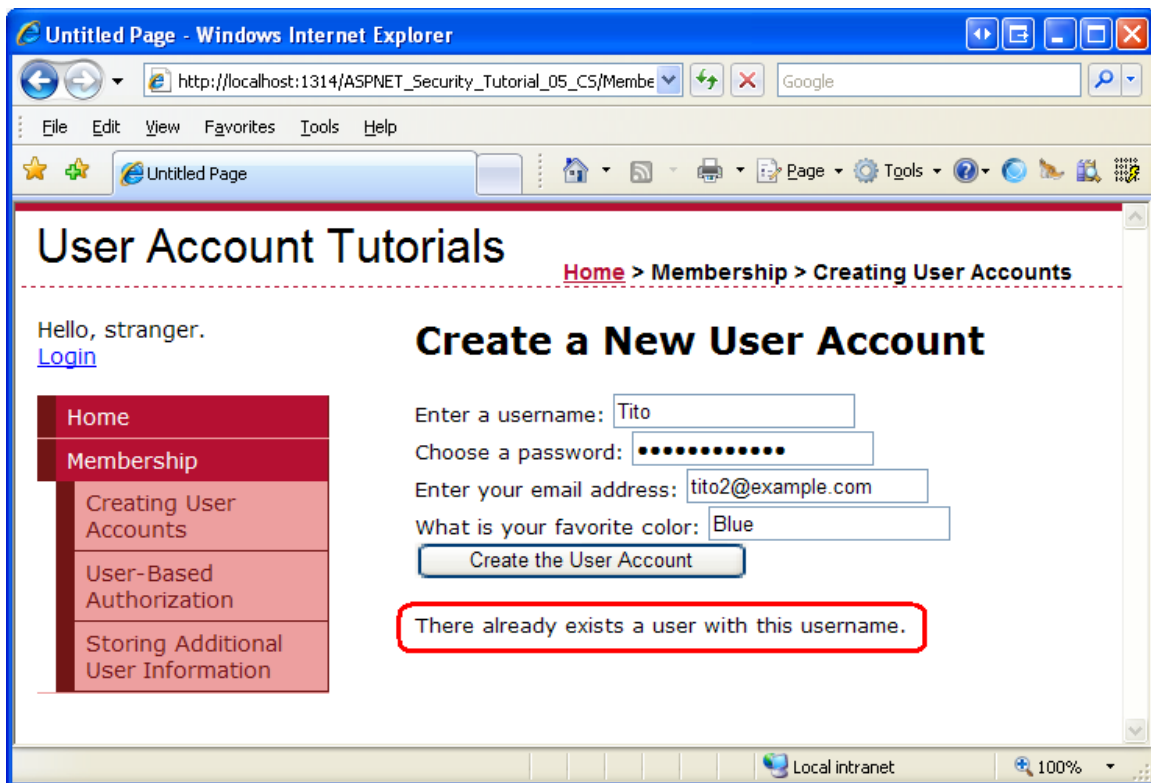 Untitled Page - Windows Internet Explorer
http://localhost:1314/ASPNET_Security_Tutorial_05_CS/Membe
Google
File Edit View Favorites Tools Help
Untitled Page
Page
Tools
User Account Tutorials
Home > Membership > Creating User Accounts
Hello, stranger.
Login
Home
Membership
Creating User
Accounts
User-Based
Authorization
Storing Additional
User Information
Create a New User Account
Enter a username: Tito
Choose a password: ••••••••••••
Enter your email address: tito2@example.com
What is your favorite color: Blue
Create the User Account
There already exists a user with this username.
Local intranet
100%